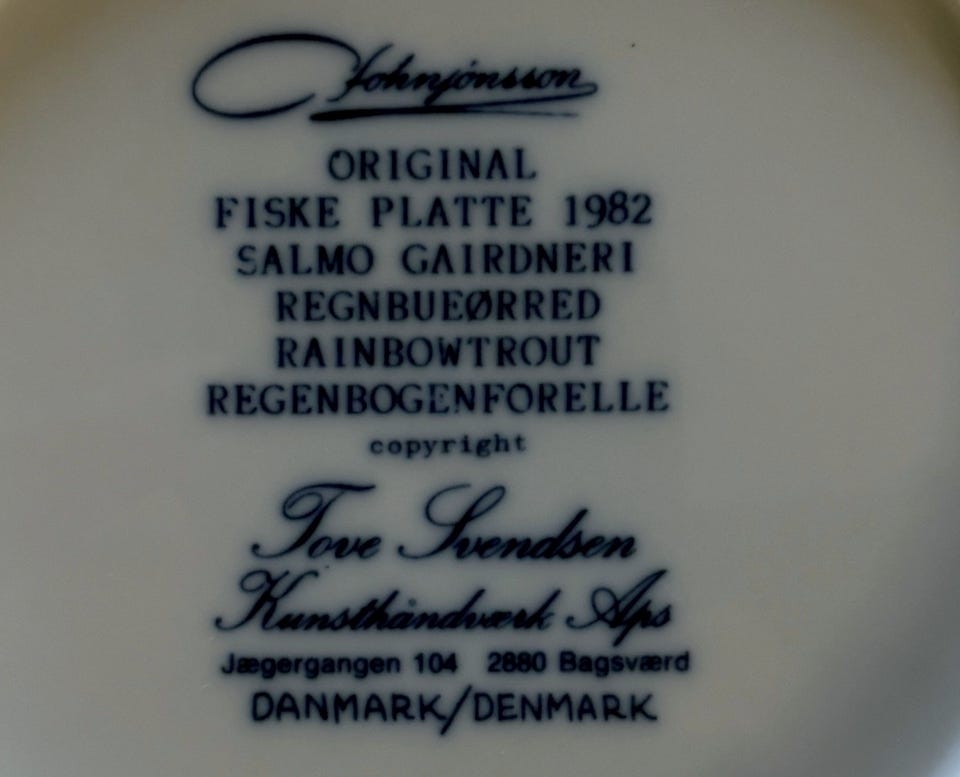 Johnjónsson
ORIGINAL
FISKE PLATTE 1982
SALMO GAIRDNERI
REGNBUEØRRED
RAINBOWTROUT
REGENBOGENFORELLE
copyright
Tove Svendsen
Kunsthåndværk Aps
Jægergangen 104 2880 Bagsværd
DANMARK/DENMARK